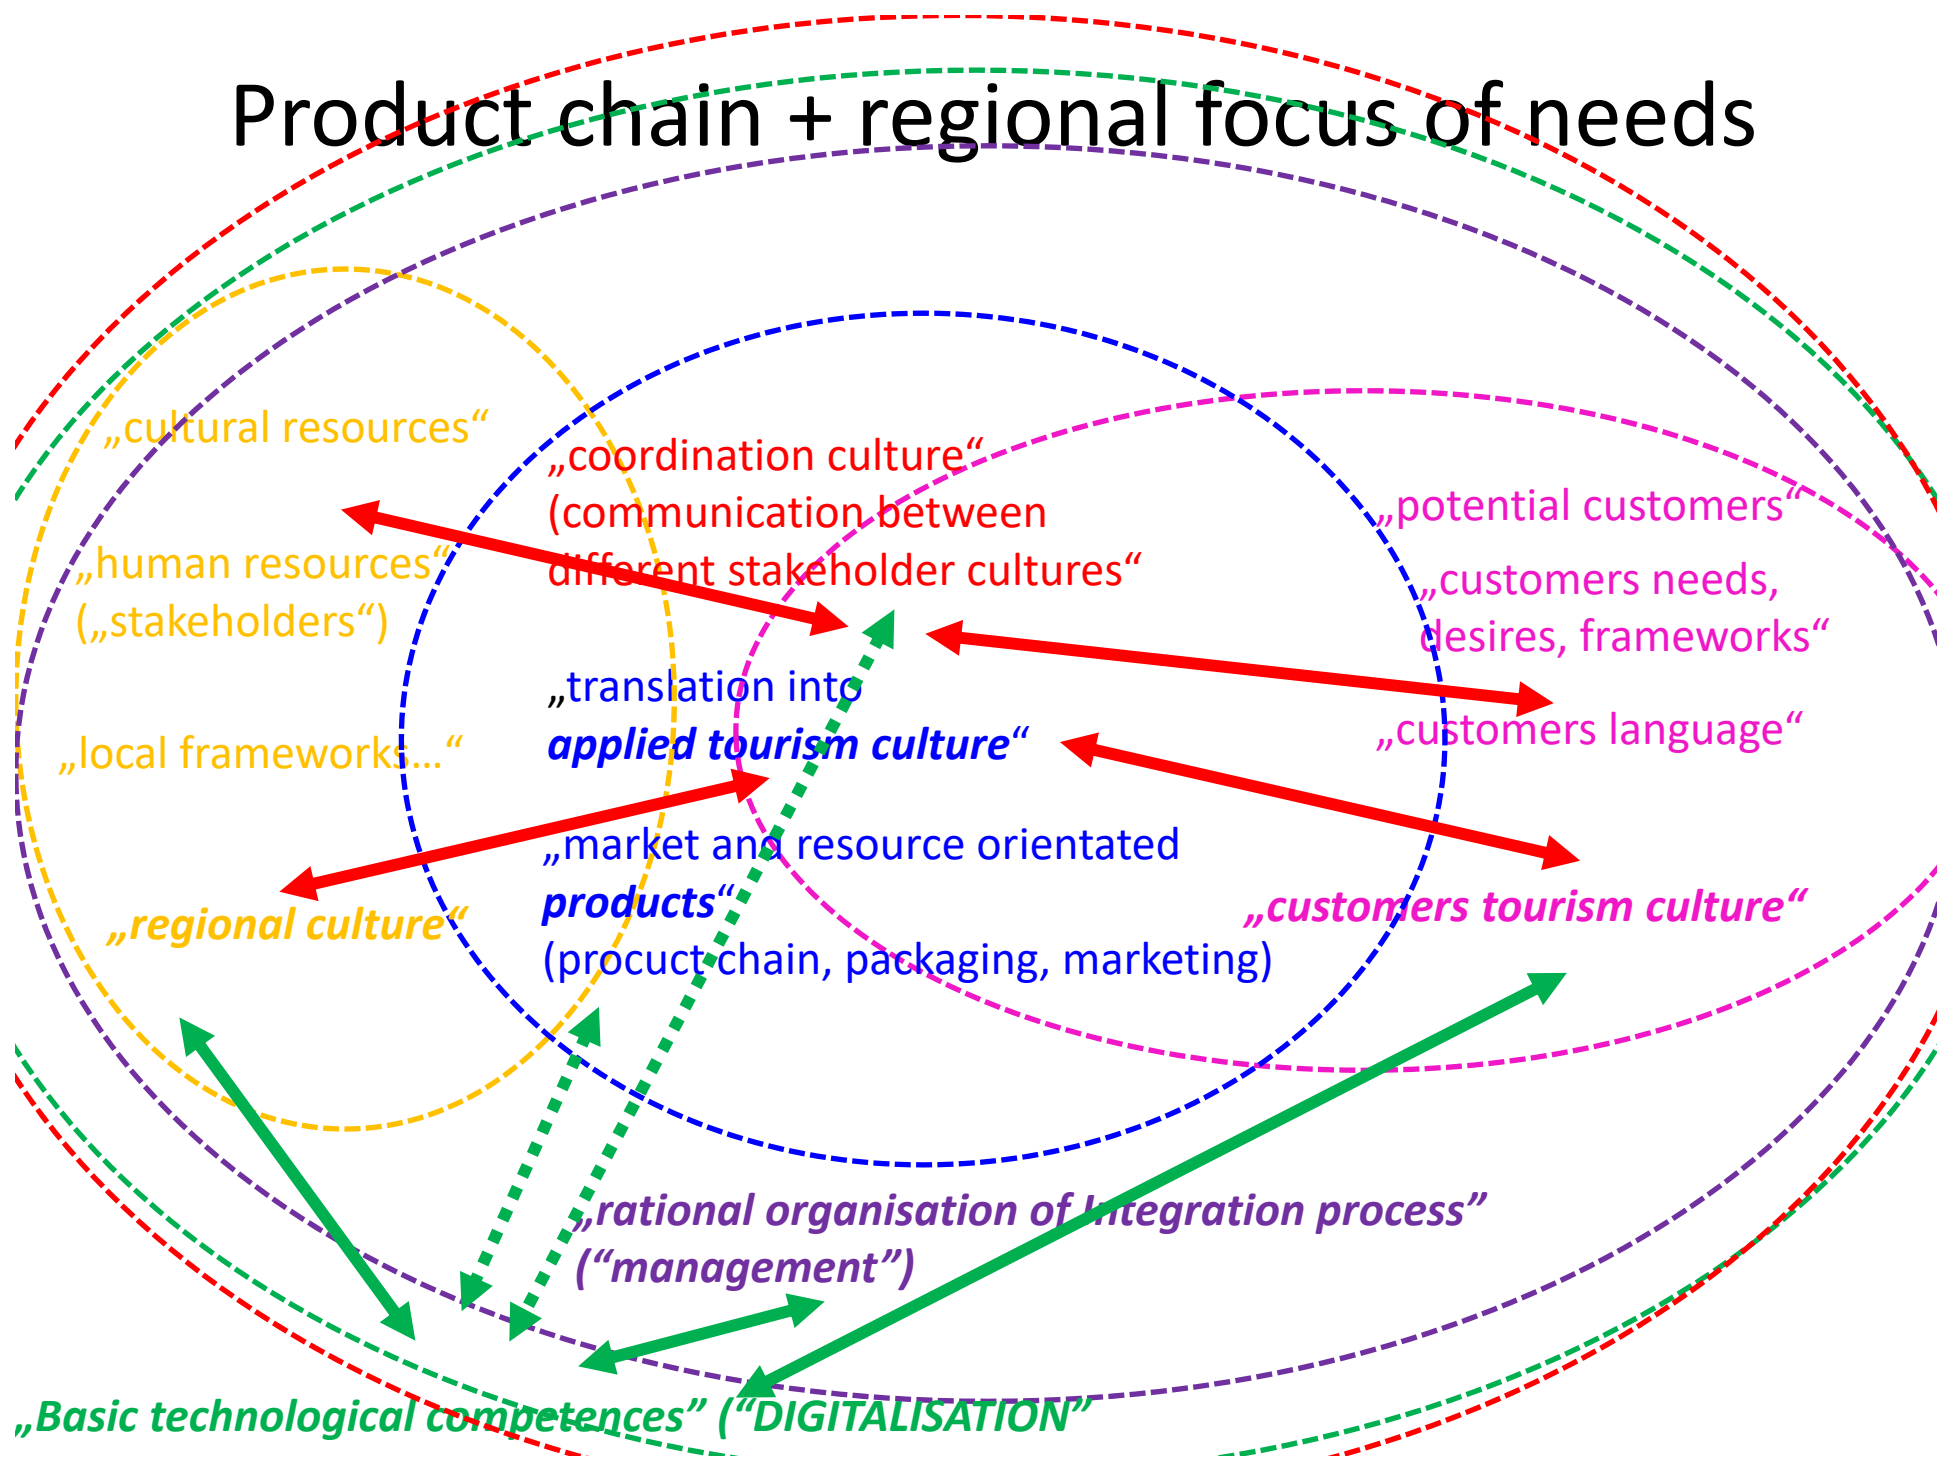 Product chain + regional focus of needs
„cultural resources“
„human resources“
(„stakeholders“)
„local frameworks...“
„regional culture“
„coordination culture“
(communication between
different stakeholder cultures“
„translation into
applied tourism culture“
„market and resource orientated
products“
(procuct chain, packaging, marketing)
„potential customers“
„customers needs,
desires, frameworks“
„customers language“
„customers tourism culture“
„rational organisation of Integration process”
(“management”)
„Basic technological competences” (“DIGITALISATION”